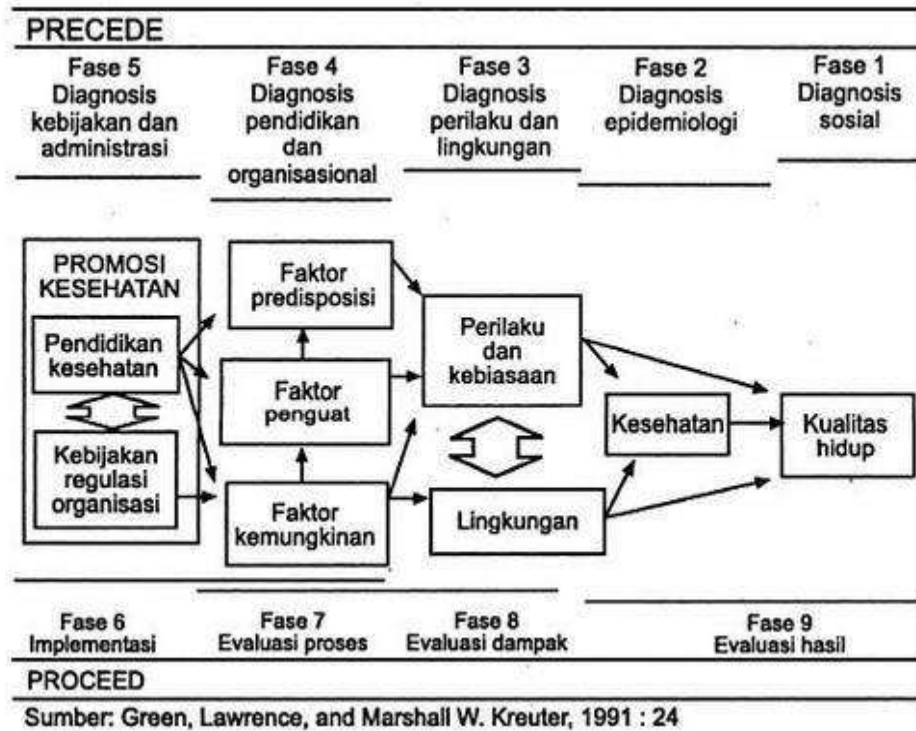 PRECEDE
Fase 5
Diagnosis
kebijakan dan
administrasi
Fase 4
Diagnosis
pendidikan
dan
organisasional
Fase 3
Diagnosis
perilaku dan
lingkungan
Fase 2
Diagnosis
epidemiologi
Fase 1
Diagnosis
sosial
PROMOSI
KESEHATAN
Pendidikan
kesehatan
Kebijakan
regulasi
organisasi
Faktor
predisposisi
Faktor
penguat
Faktor
kemungkinan
Perilaku
dan
kebiasaan
Lingkungan
Kesehatan
Kualitas
hidup
Fase 6
Implementasi
Fase 7
Evaluasi proses
Fase 8
Evaluasi dampak
Fase 9
Evaluasi hasil
PROCEED
Sumber: Green, Lawrence, and Marshall W. Kreuter, 1991 : 24